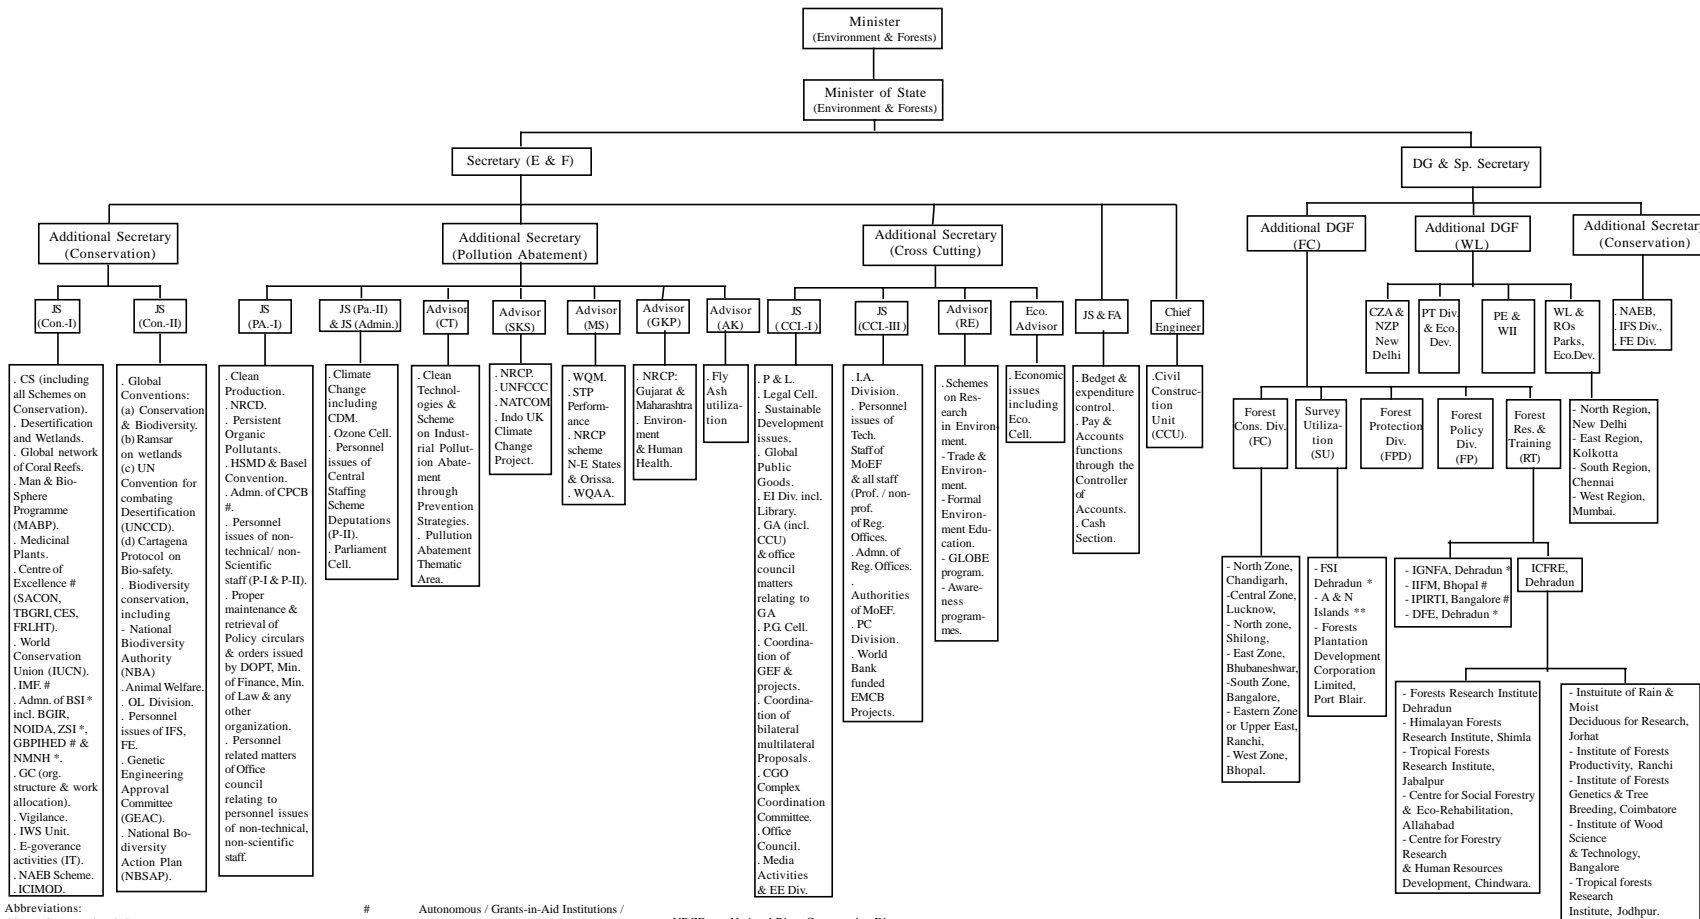 Minister
(Environment & Forests)
Minister of State
(Environment & Forests)
Secretary (E & F)
DG & Sp. Secretary
Additional Secretary
(Conservation)
Additional Secretary
(Pollution Abatement)
Additional Secretary
(Cross Cutting)
Additional DGF
(FC)
Additional DGF
(WL)
Additional Secretary
(Conservation)
JS
(Con.-I)
JS
(Con.-II)
JS
(PA.-I)
JS (Pa.-II)
& JS (Admin.)
Advisor
(CT)
Advisor
(SKS)
Advisor
(MS)
Advisor
(GKP)
Advisor
(AK)
JS
(CCI.-I)
JS
(CCI.-III)
Advisor
(RE)
Eco.
Advisor
JS & FA
Chief
Engineer
CZA &
NZP
New
Delhi
PT Div.
& Eco.
Dev.
PE &
WII
WL &
ROs
Parks,
Eco.Dev.
. NAEB,
. IFS Div.,
. FE Div.
. CS (including
all Schemes on
Conservation).
. Desertification
and Wetlands.
. Global network
of Coral Reefs.
. Man & Bio-
Sphere
Programme
(MABP).
. Medicinal
Plants.
. Centre of
Excellence #
(SACON,
TBGRI, CES,
FRLHT).
. World
Conservation
Union (IUCN).
. IMF. #
. Admn. of BSI *
incl. BGIR,
NOIDA, ZSI *,
GBPIHED # &
NMNH *.
. GC (org.
structure & work
allocation).
. Vigilance.
. IWS Unit.
. E-goverance
activities (IT).
. NAEB Scheme.
. ICIMOD.
. Global
Conventions:
(a) Conservation
& Biodiversity.
(b) Ramsar
on wetlands
(c) UN
Convention for
combating
Desertification
(UNCCD).
(d) Cartagena
Protocol on
Bio-safety.
. Biodiversity
conservation,
including
- National
Biodiversity
Authority
(NBA)
. Animal Welfare.
. OL Division.
. Personnel
issues of IFS,
FE.
. Genetic
Engineering
Approval
Committee
(GEAC).
. National Bo-
diversity
Action Plan
(NBSAP).
. Clean
Production.
. NRCD.
. Persistent
Organic
Pollutants.
. HSMD & Basel
Convention.
. Admn. of CPCB
#.
. Personnel
issues of non-
technical/ non-
Scientific
staff (P-I & P-II).
. Proper
maintenance &
retrieval of
Policy circulars
& orders issued
by DOPT, Min.
of Finance, Min.
of Law & any
other
organization.
. Personnel
related matters
of Office
council
relating to
personnel issues
of non-technical,
non-scientific
staff.
. Climate
Change
including
CDM.
. Ozone Cell.
. Personnel
issues of
Central
Staffing
Scheme
Deputations
(P-II).
. Parliament
Cell.
. Clean
Technol-
ogies &
Scheme
on Indust-
rial Pollut-
ion Abate-
ment
through
Prevention
Strategies.
. Pullution
Abatement
Thematic
Area.
. NRCP.
. UNFCCC
. NATCOM
. Indo UK
Climate
Change
Project.
. WQM.
. STP
Perform-
ance
. NRCP
scheme
N-E States
& Orissa.
. WQAA.
. NRCP:
Gujarat &
Maharashtra
. Environ-
ment
& Human
Health.
. Fly
Ash
utiliza-
tion
. P & L.
. Legal Cell.
. Sustainable
Development
issues.
. Global
Public
Goods.
. EI Div. incl.
Library.
. GA (incl.
CCU)
& office
council
matters
relating to
GA
. P.G. Cell.
. Coordina-
tion of
GEF &
projects.
. Coordina-
tion of
bilateral
multilateral
Proposals.
. CGO
Complex
Coordination
Committee.
. Office
Council.
. Media
Activities
& EE Div.
. I.A.
Division.
. Personnel
issues of
Tech.
Staff of
MoEF
& all staff
(Prof. / non-
prof.
of Reg.
Offices.
. Admn. of
Reg. Offices.
.
Authorities
of MoEF.
. PC
Division.
. World
Bank
funded
EMCB
Projects.
. Schemes
on Res-
earch
in Environ-
ment.
- Trade &
Environ-
ment.
- Formal
Environ-
ment Edu-
cation.
- GLOBE
program.
- Aware-
ness
program-
mes.
. Economic
issues
including
Eco.
Cell.
. Bedget &
expenditure
control.
. Pay &
Accounts
functions
through the
Controller
of
Accounts.
. Cash
Section.
.Civil
Construc-
tion Unit
(CCU).
Forest
Cons. Div.
(FC)
Survey
Utiliza-
tion (SU)
Forest
Protection
Div.
(FPD)
Forest
Policy
Div.
(FP)
Forest
Res. &
Training
(RT)
- North Region,
New Delhi
- East Region,
Kolkotta
- South Region,
Chennai
- West Region,
Mumbai.
- North Zone,
Chandigarh,
-Central Zone,
Lucknow,
- North zone,
Shilong,
- East Zone,
Bhubaneshwar,
-South Zone,
Bangalore,
- Eastern Zone
or Upper East,
Ranchi,
- West Zone,
Bhopal.
- FSI
Dehradun *
- A & N
Islands **
- Forests
Plantation
Development
Corporation
Limited,
Port Blair.
- IGNFA, Dehradun *
- IIFM, Bhopal #
- IPIRTI, Bangalore #
- DFE, Dehradun *
ICFRE,
Dehradun
- Forests Research Institute
Dehradun
- Himalayan Forests
Research Institute, Shimla
- Tropical Forests
Research Institute,
Jabalpur
- Centre for Social Forestry
& Eco-Rehabilitation,
Allahabad
- Centre for Forestry
Research
& Human Resources
Development, Chindwara.
- Instuitute of Rain &
Moist
Deciduous for Research,
Jorhat
- Institute of Forests
Productivity, Ranchi
- Institute of Forests
Genetics & Tree
Breeding, Coimbatore
- Institute of Wood
Science
& Technology,
Bangalore
- Tropical forests
Research
Institute, Jodhpur.
Abbreviations:
# Autonomous / Grants-in-Aid Institutions /